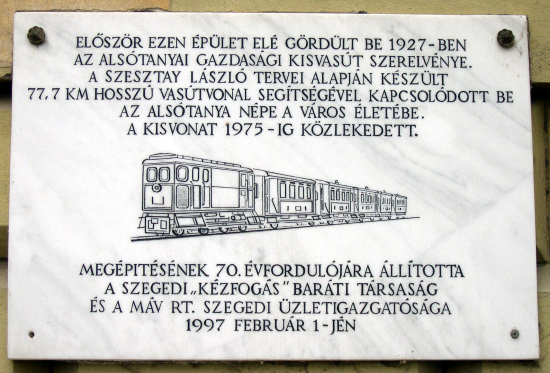 ELŐSZÖR EZEN ÉPÜLET ELÉ GÖRDÜLT BE 1927-BEN
AZ ALSÓTANYAI GAZDASÁGI KISVASÚT SZERELVÉNYE.
A SZESZTAY LÁSZLÓ TERVEI ALAPJÁN KÉSZÜLT
77,7 KM HOSSZÚ VASÚTVONAL SEGÍTSÉGÉVEL KAPCSOLÓDOTT BE
AZ ALSÓTANYA NÉPE A VÁROS ÉLETÉBE.
A KISVONAT 1975-IG KÖZLEKEDETT.
MEGÉPITÉSÉNEK 70. ÉVFORDULÓJÁRA ÁLLÍTOTTA
A SZEGEDI „KÉZFOGÁS" BARÁTI TÁRSASÁG
ÉS A MÁV RT. SZEGEDI ÜZLETIGAZGATÓSÁGA
1997 FEBRUÁR 1-JÉN